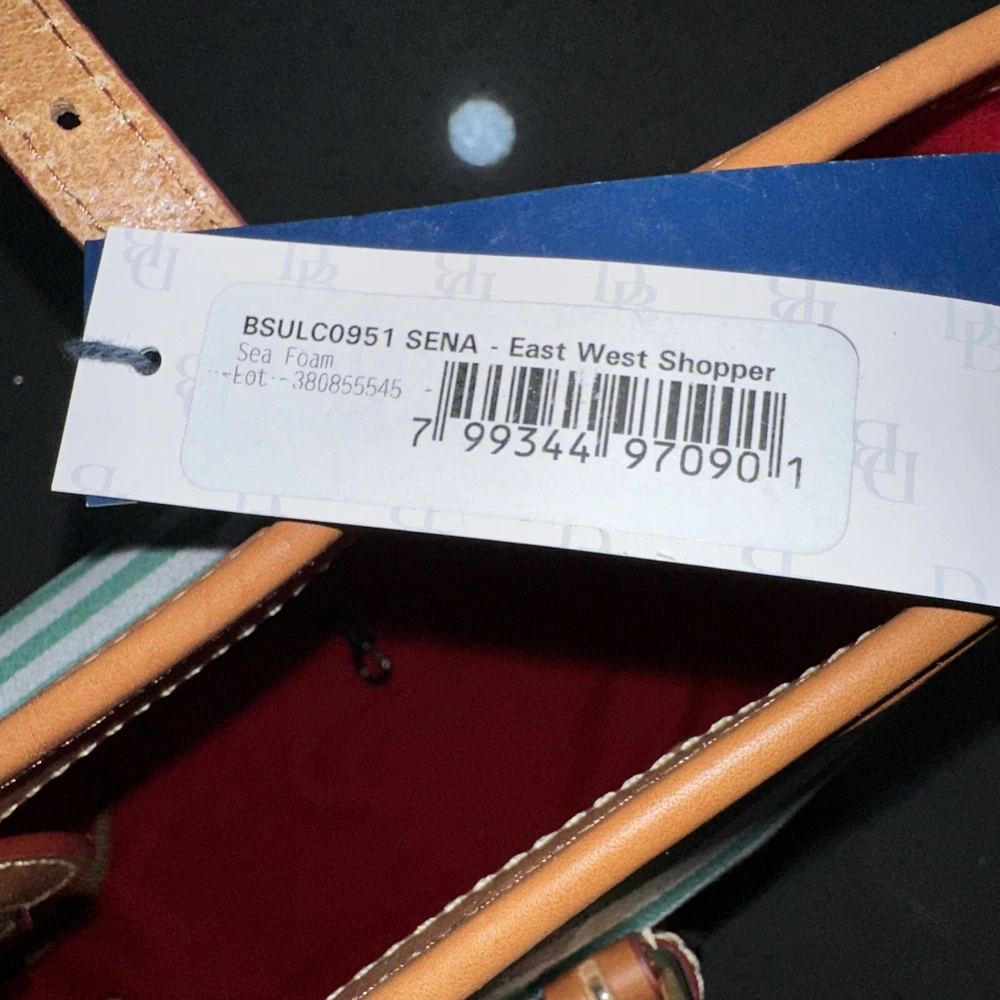 BSULC0951 SENA - East West Shopper
Sea Foam
Lot - 380855545 -
7 99344 97090 1